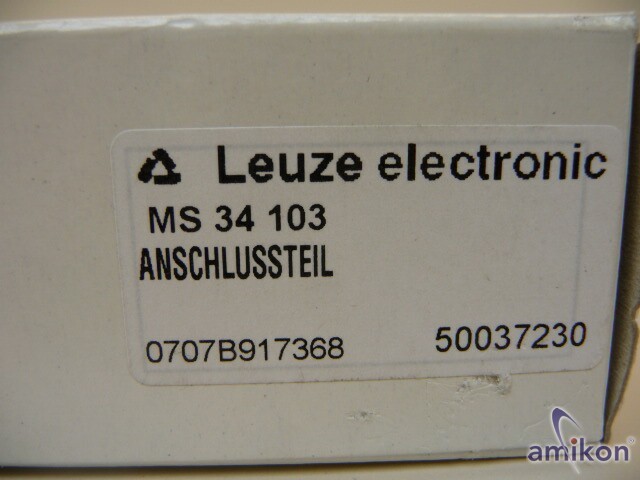 Leuze electronic
MS 34 103
ANSCHLUSSTEIL
0707B917368 50037230
amikon®